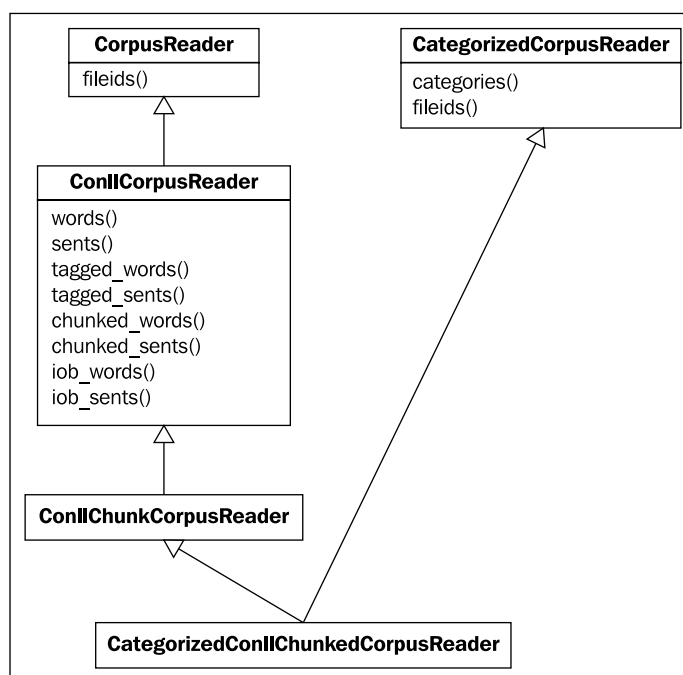 CorpusReader
fileids()
CategorizedCorpusReader
categories()
fileids()
ConllCorpusReader
words()
sents()
tagged_words()
tagged_sents()
chunked_words()
chunked_sents()
iob_words()
iob_sents()
ConllChunkCorpusReader
CategorizedConllChunkedCorpusReader